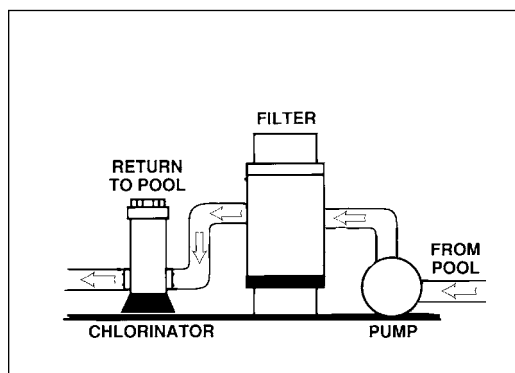 FILTER
RETURN
TO POOL
FROM
POOL
CHLORINATOR
PUMP